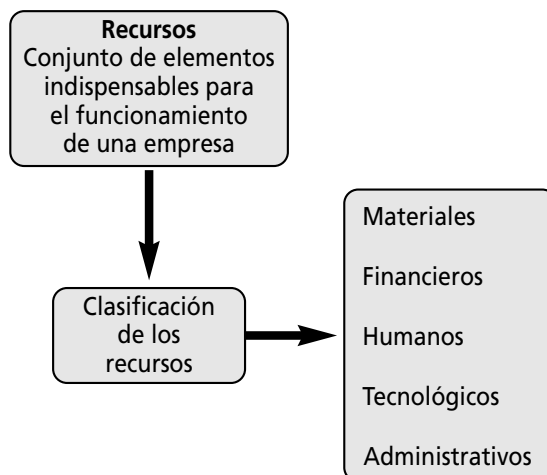 Recursos
Conjunto de elementos
indispensables para
el funcionamiento
de una empresa
Clasificación
de los
recursos
Materiales
Financieros
Humanos
Tecnológicos
Administrativos